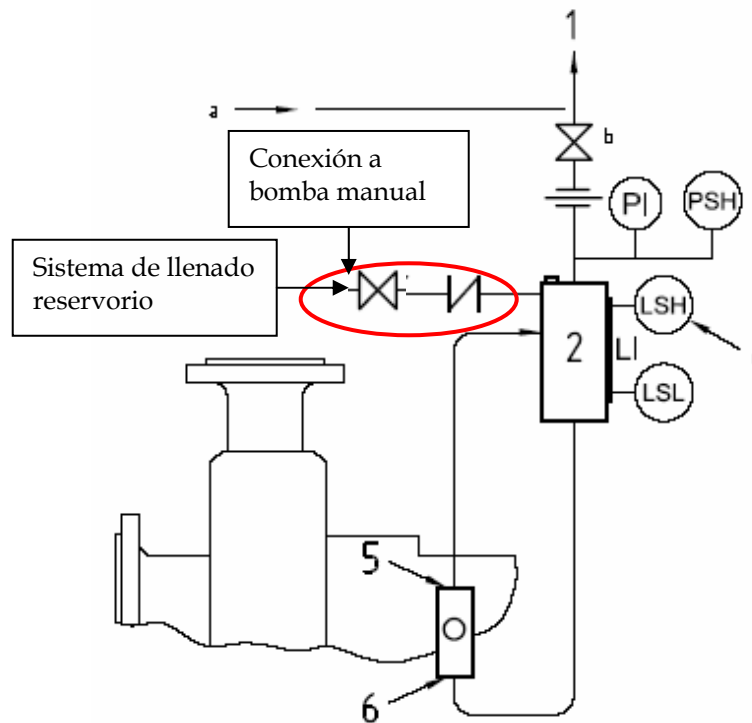 1
a
b
Conexión a
bomba manual
PI
PSH
Sistema de llenado
reservorio
2
LSH
LI
LSL
5
6